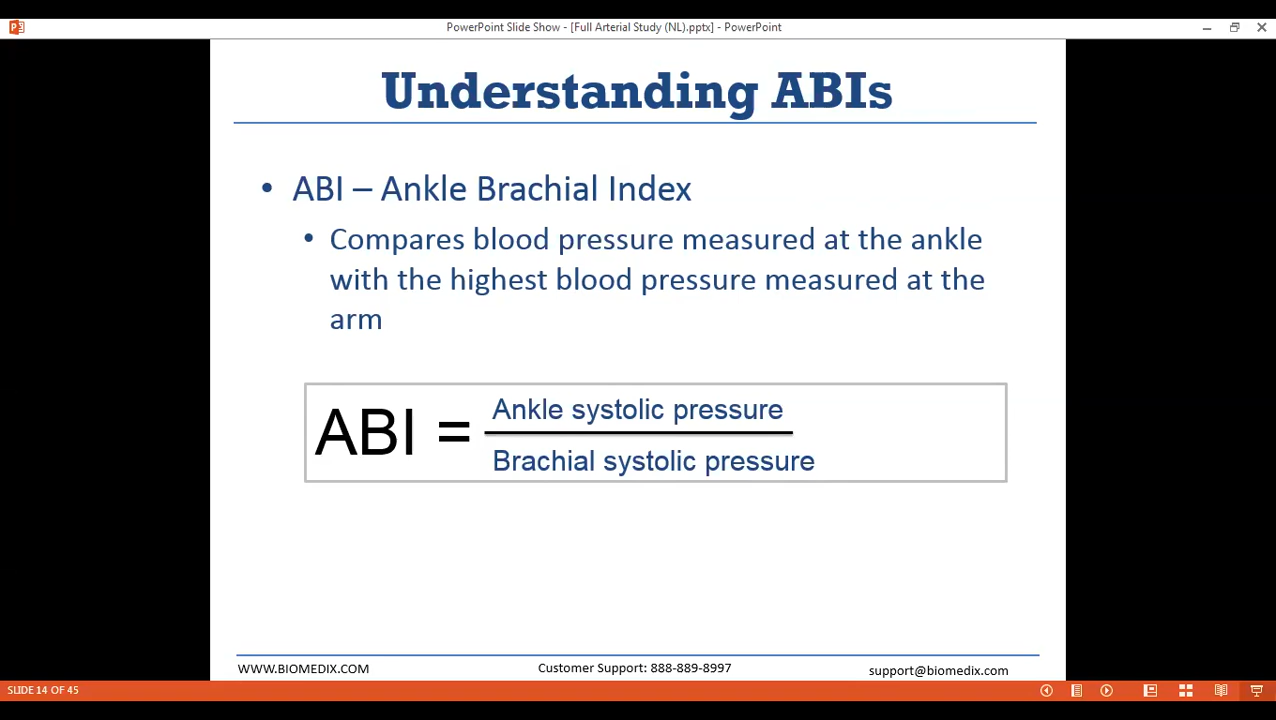 PowerPoint Slide Show - [Full Arterial Study (NL).pptx] - PowerPoint
Understanding ABIs
• ABI – Ankle Brachial Index
• Compares blood pressure measured at the ankle
with the highest blood pressure measured at the
arm
ABI =
Ankle systolic pressure
Brachial systolic pressure
WWW.BIOMEDIX.COM
Customer Support: 888-889-8997
support@biomedix.com
SLIDE 14 OF 45